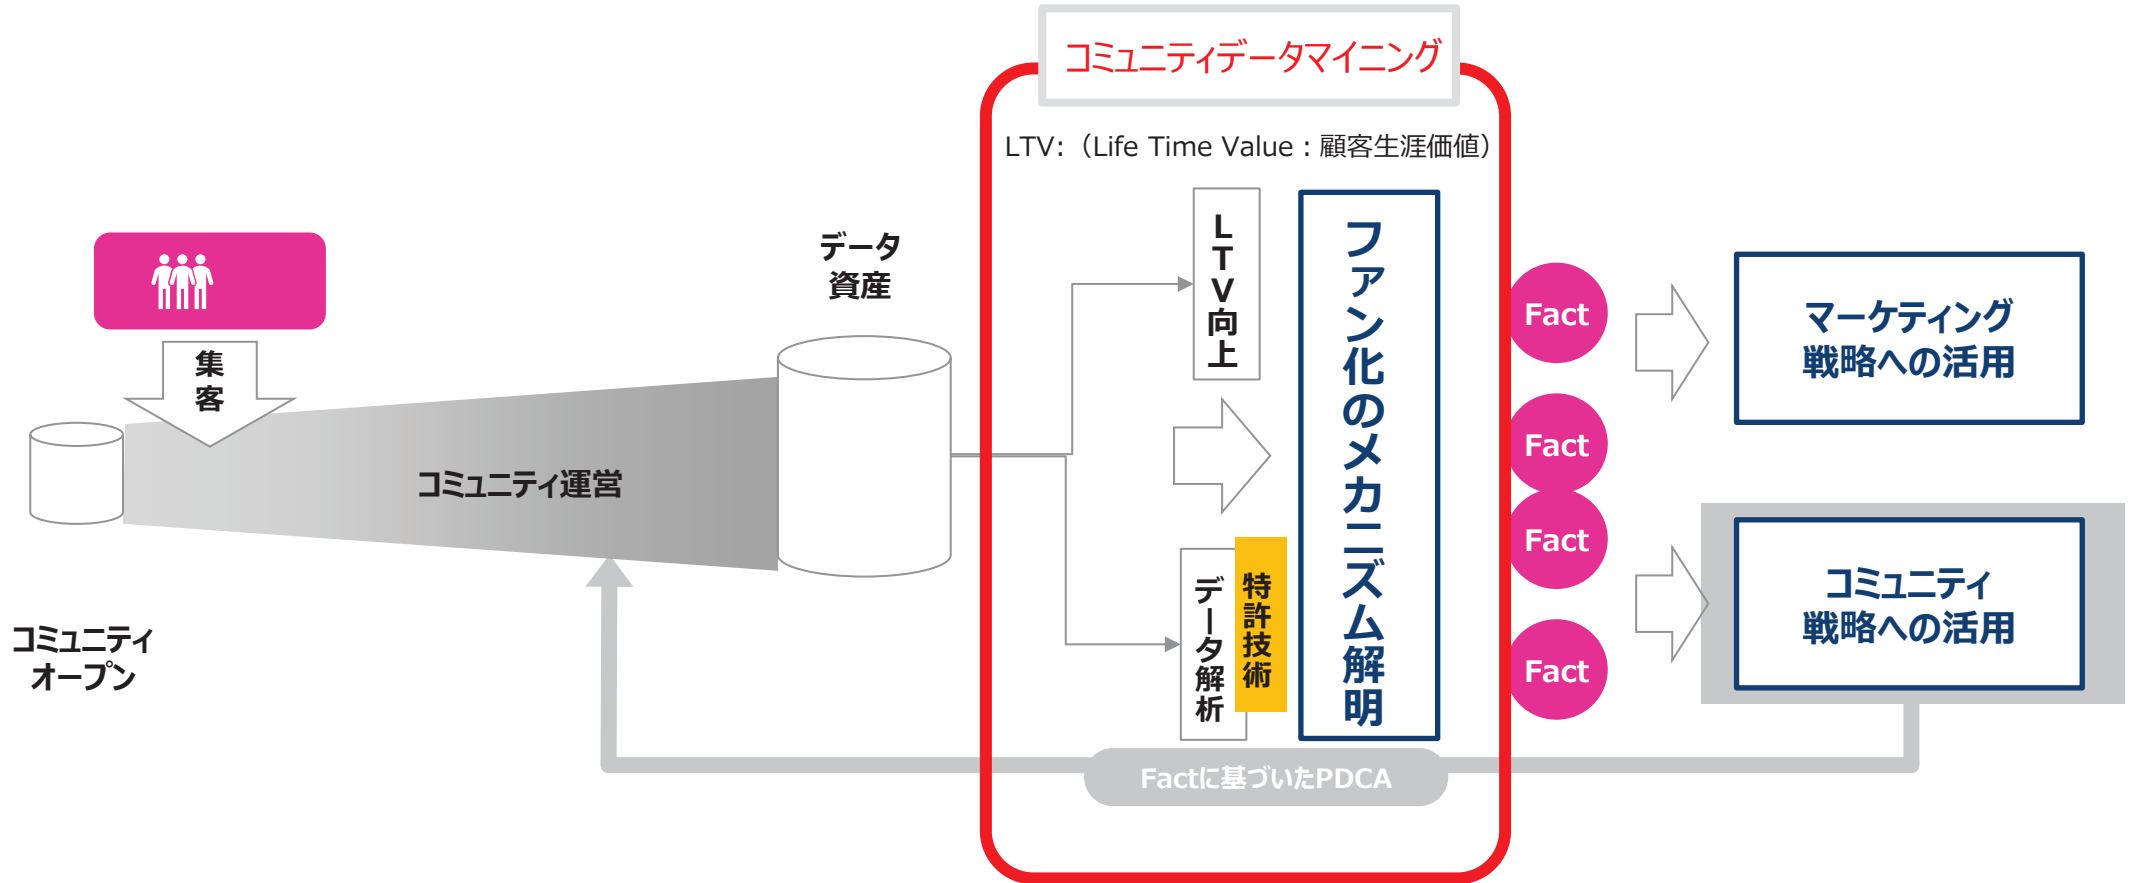 コミュニティデータマイニング
LTV:（Life Time Value：顧客生涯価値）
集客
コミュニティ
オープン
コミュニティ運営
データ
資産
LTV向上
データ解析
特許技術
ファン化のメカニズム解明
Fact
Fact
Fact
Fact
マーケティング
戦略への活用
コミュニティ
戦略への活用
Factに基づいたPDCA